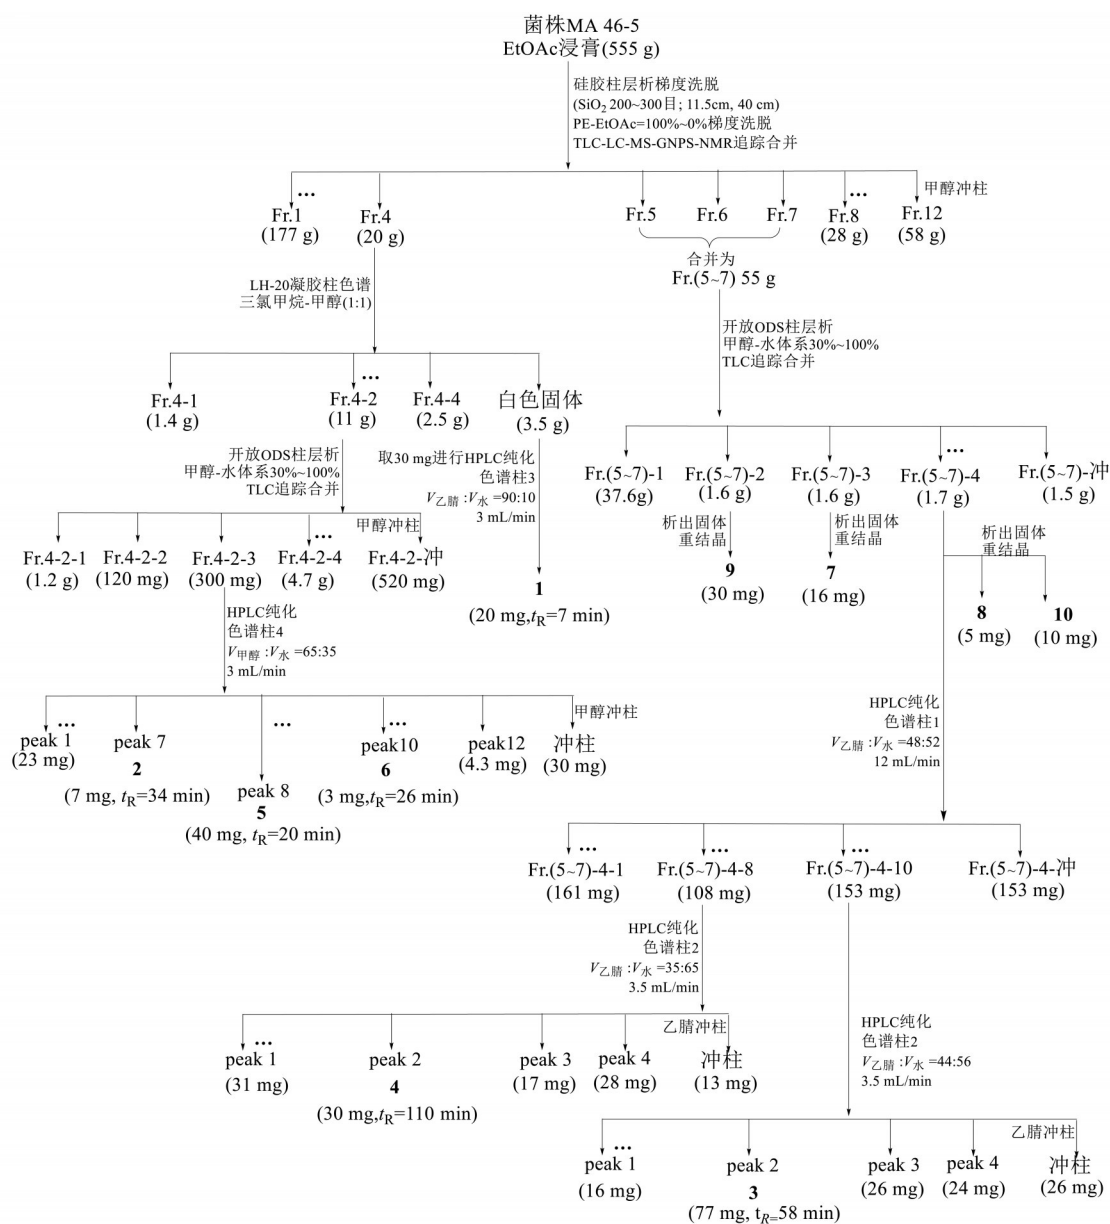 菌株MA 46-5
EtOAc浸膏(555 g)
硅胶柱层析梯度洗脱
(SiO₂ 200~300目; 11.5cm, 40 cm)
PE-EtOAc=100%~0%梯度洗脱
TLC-LC-MS-GNPS-NMR追踪合并
Fr.1
(177 g)
...
Fr.4
(20 g)
Fr.5
Fr.6
Fr.7
...
Fr.8
(28 g)
甲醇冲柱
Fr.12
(58 g)
合并为
Fr.(5~7) 55 g
LH-20凝胶柱色谱
三氯甲烷-甲醇(1:1)
开放ODS柱层析
甲醇-水体系30%~100%
TLC追踪合并
Fr.4-1
(1.4 g)
...
Fr.4-2
(11 g)
Fr.4-4
(2.5 g)
白色固体
(3.5 g)
开放ODS柱层析
甲醇-水体系30%~100%
TLC追踪合并
取30 mg进行HPLC纯化
色谱柱3
V乙腈 :V水 =90:10
3 mL/min
Fr.(5~7)-1
(37.6g)
Fr.(5~7)-2
(1.6 g)
Fr.(5~7)-3
(1.6 g)
...
Fr.(5~7)-4
(1.7 g)
Fr.(5~7)-冲
(1.5 g)
甲醇冲柱
Fr.4-2-1
(1.2 g)
Fr.4-2-2
(120 mg)
Fr.4-2-3
(300 mg)
...
Fr.4-2-4
(4.7 g)
Fr.4-2-冲
(520 mg)
1
(20 mg,tR=7 min)
析出固体
重结晶
9
(30 mg)
析出固体
重结晶
7
(16 mg)
析出固体
重结晶
8
(5 mg)
10
(10 mg)
HPLC纯化
色谱柱4
V甲醇 :V水 =65:35
3 mL/min
甲醇冲柱
peak 1
(23 mg)
...
peak 7
2
(7 mg, tR=34 min)
peak 8
5
(40 mg, tR=20 min)
...
...
peak10
6
(3 mg,tR=26 min)
peak12
(4.3 mg)
冲柱
(30 mg)
HPLC纯化
色谱柱1
V乙腈 :V水 =48:52
12 mL/min
Fr.(5~7)-4-1
(161 mg)
...
Fr.(5~7)-4-8
(108 mg)
...
Fr.(5~7)-4-10
(153 mg)
Fr.(5~7)-4-冲
(153 mg)
HPLC纯化
色谱柱2
V乙腈 :V水 =35:65
3.5 mL/min
乙腈冲柱
...
peak 1
(31 mg)
peak 2
4
(30 mg,tR=110 min)
peak 3
(17 mg)
peak 4
(28 mg)
冲柱
(13 mg)
HPLC纯化
色谱柱2
V乙腈 :V水 =44:56
3.5 mL/min
乙腈冲柱
...
peak 1
(16 mg)
peak 2
3
(77 mg, tR=58 min)
peak 3
(26 mg)
peak 4
(24 mg)
冲柱
(26 mg)